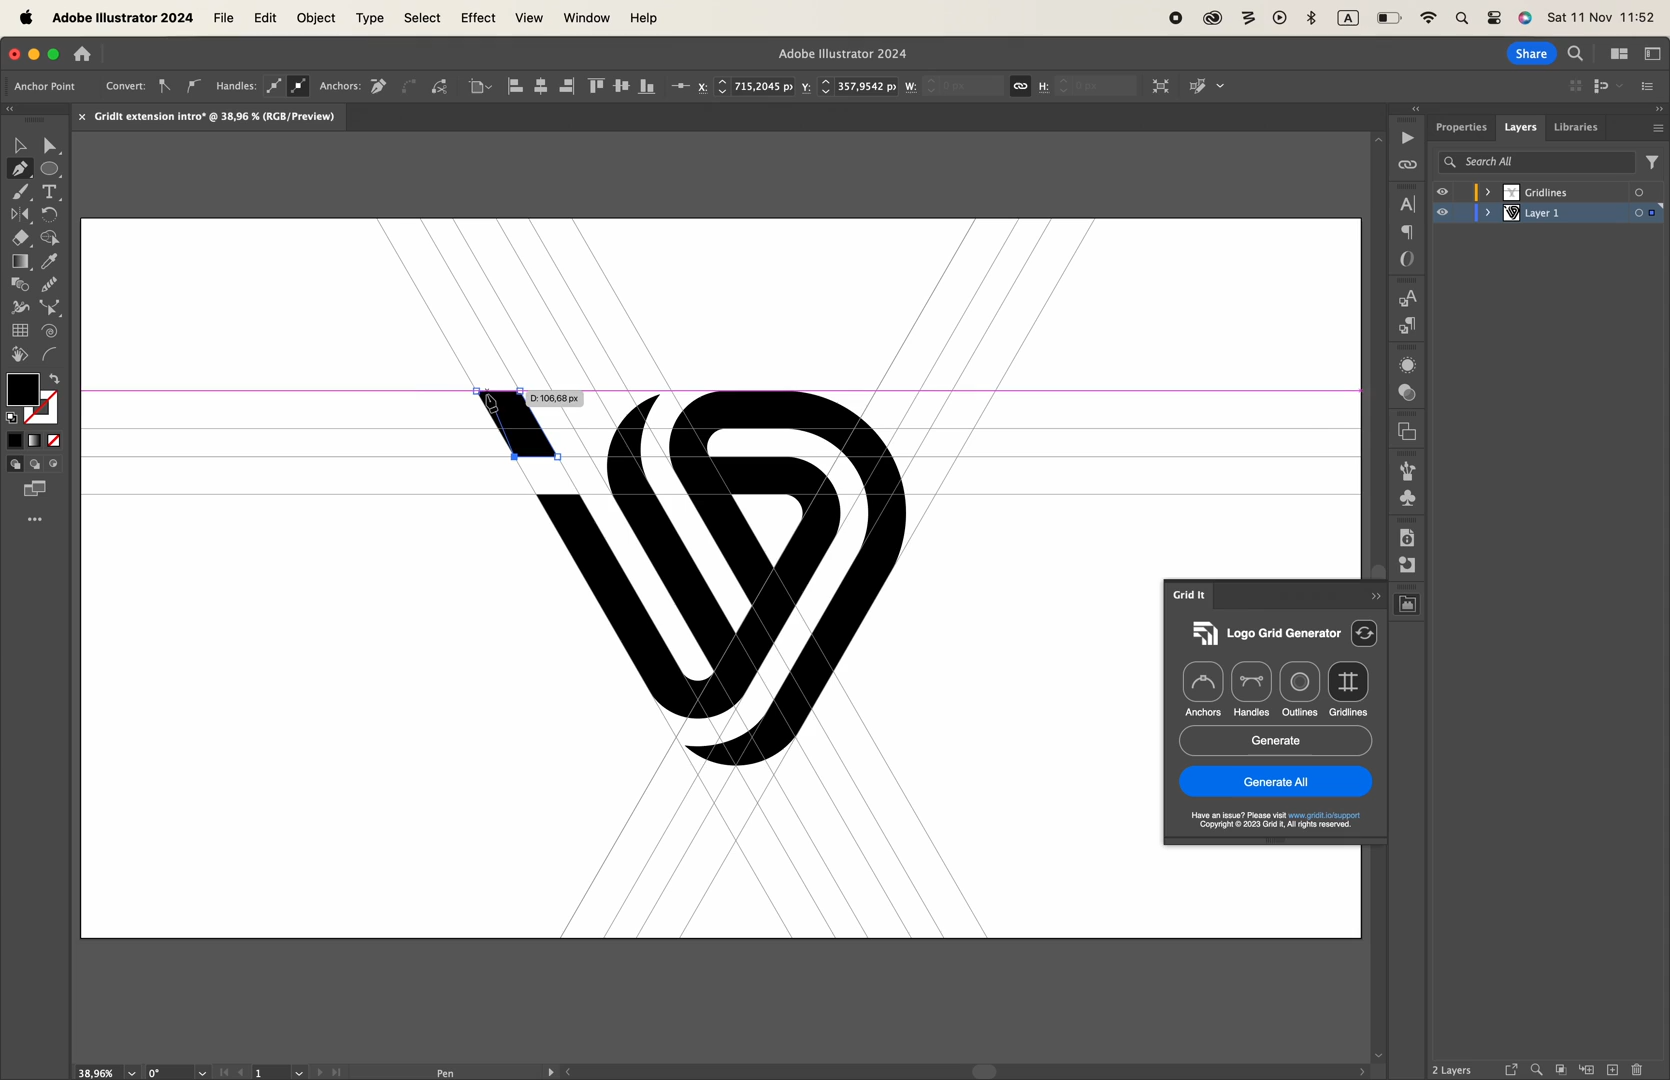 Adobe Illustrator 2024 File Edit Object Type Select Effect View Window Help A Sat 11 Nov 11:52
Adobe Illustrator 2024 Share
Anchor Point Convert: Handles: Anchors: X: 715,2045 px Y: 357,9542 px W: 0 px H: 0 px
× GridIt extension intro* @ 38,96 % (RGB/Preview)
Properties Layers Libraries
Search All
Gridlines
Layer 1
D: 106,68 px
Grid It
Logo Grid Generator
Anchors Handles Outlines Gridlines
Generate
Generate All
Have an issue? Please visit www.gridit.io/support
Copyright © 2023 Grid it, All rights reserved.
38,96% 0° 1 Pen
2 Layers